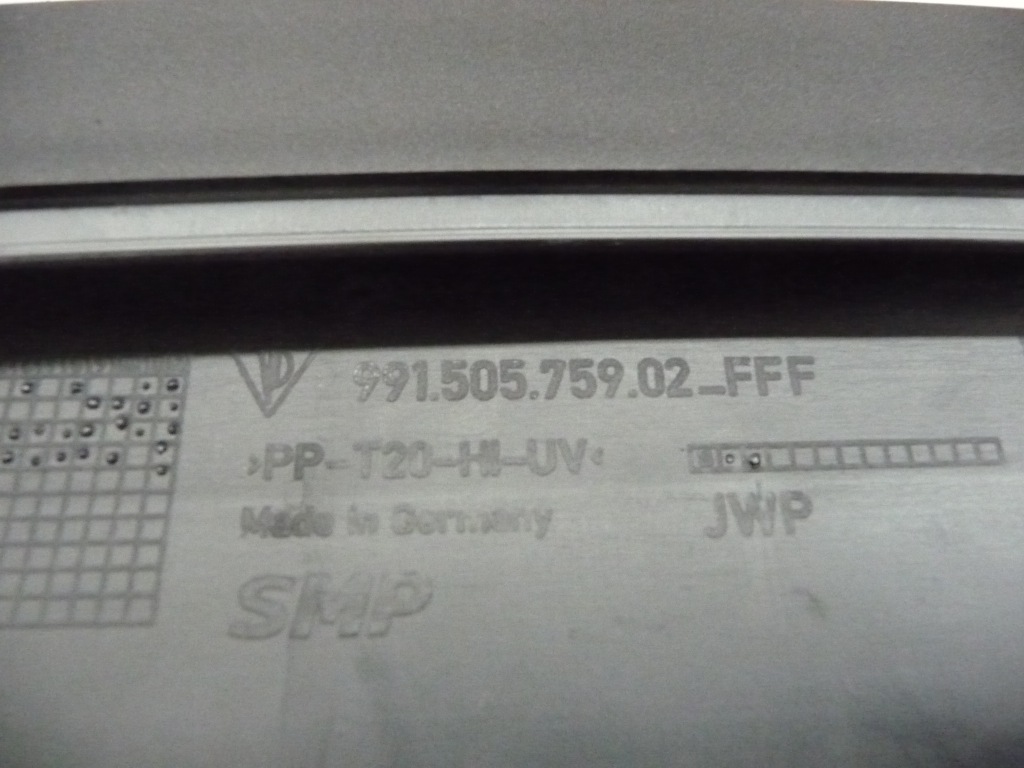 991.505.759.02_FFF
>PP-T20-HI-UV<
Made in Germany
JWP
SMP